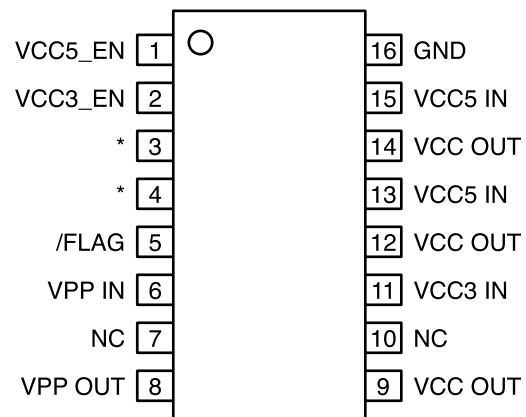 VCC5_EN 1 16 GND
VCC3_EN 2 15 VCC5 IN
* 3 14 VCC OUT
* 4 13 VCC5 IN
/FLAG 5 12 VCC OUT
VPP IN 6 11 VCC3 IN
NC 7 10 NC
VPP OUT 8 9 VCC OUT